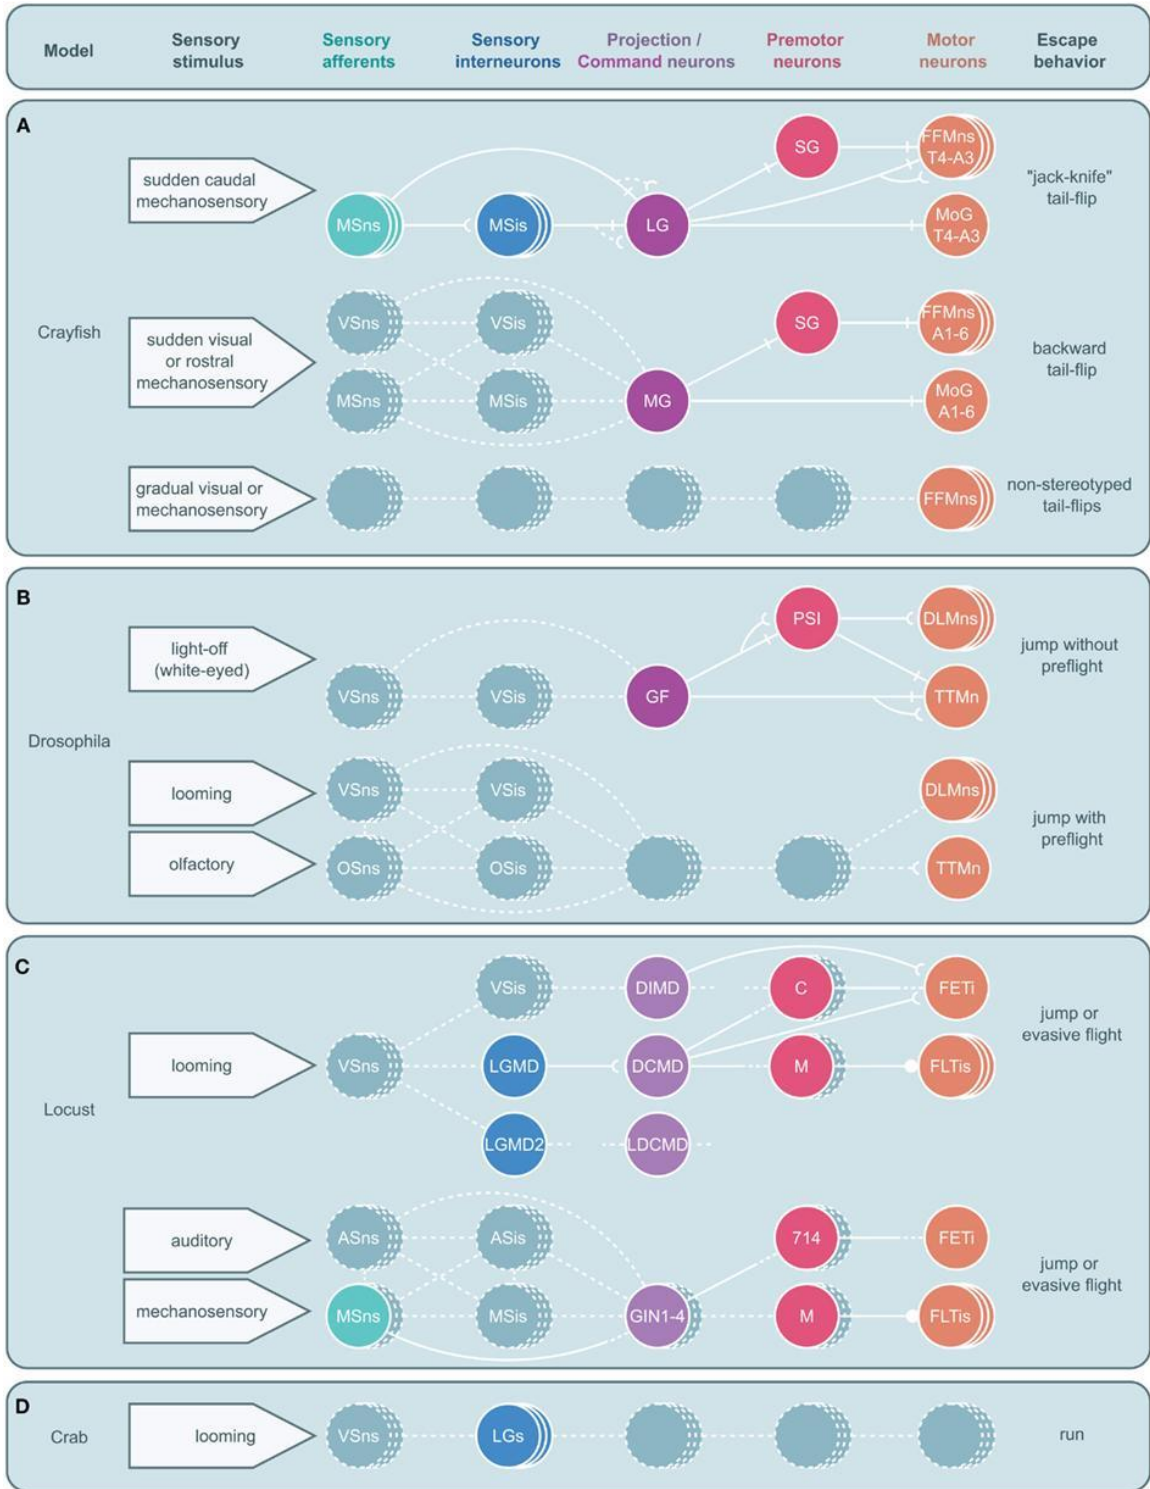 Model
Sensory
stimulus
Sensory
afferents
Sensory
interneurons
Projection /
Command neurons
Premotor
neurons
Motor
neurons
Escape
behavior
A
Crayfish
sudden caudal
mechanosensory
MSns
MSis
LG
SG
FFMns
T4-A3
MoG
T4-A3
"jack-knife"
tail-flip
sudden visual
or rostral
mechanosensory
VSns
VSis
MSns
MSis
MG
SG
FFMns
A1-6
MoG
A1-6
backward
tail-flip
gradual visual or
mechanosensory
FFMns
non-stereotyped
tail-flips
B
Drosophila
light-off
(white-eyed)
VSns
VSis
GF
PSI
DLMns
TTMn
jump without
preflight
looming
olfactory
VSns
VSis
OSns
OSis
DLMns
TTMn
jump with
preflight
C
Locust
looming
VSns
VSis
LGMD
LGMD2
DIMD
DCMD
LDCMD
C
M
FETi
FLTis
jump or
evasive flight
auditory
mechanosensory
ASns
ASis
MSns
MSis
GIN1-4
714
M
FETi
FLTis
jump or
evasive flight
D
Crab
looming
VSns
LGs
run